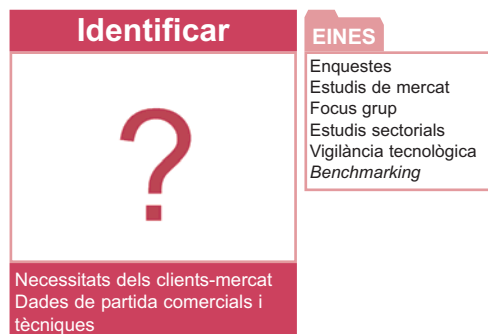 Identificar
?
Necessitats dels clients-mercat
Dades de partida comercials i
tècniques
EINES
Enquestes
Estudis de mercat
Focus grup
Estudis sectorials
Vigilància tecnològica
Benchmarking